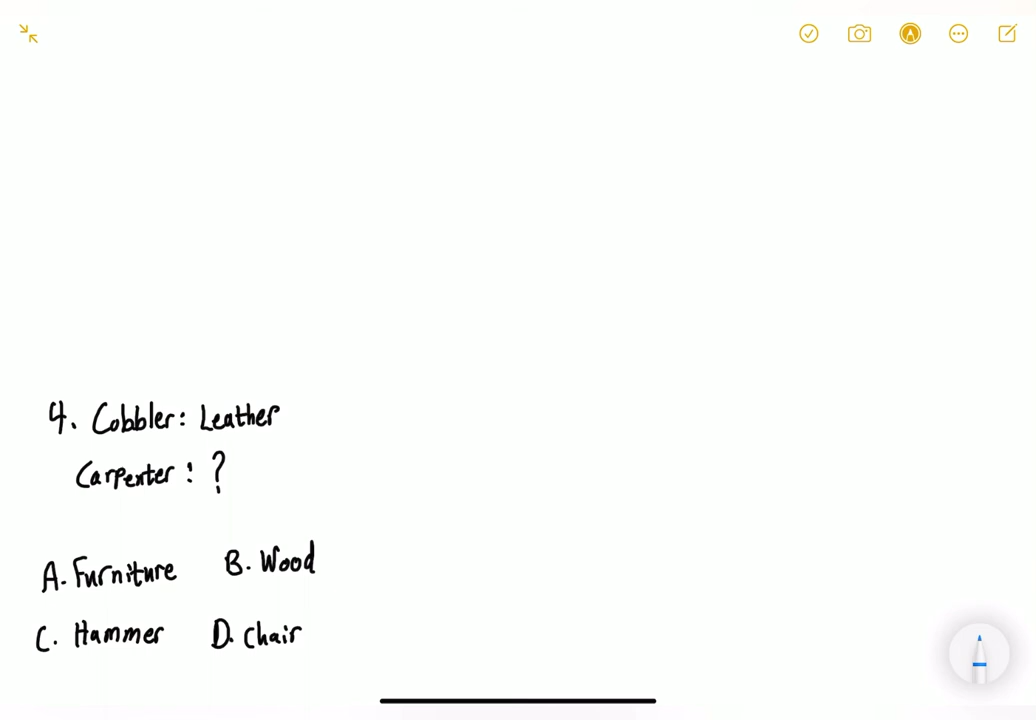 4. Cobbler: Leather
Carpenter : ?
A. Furniture B. Wood
C. Hammer D. Chair